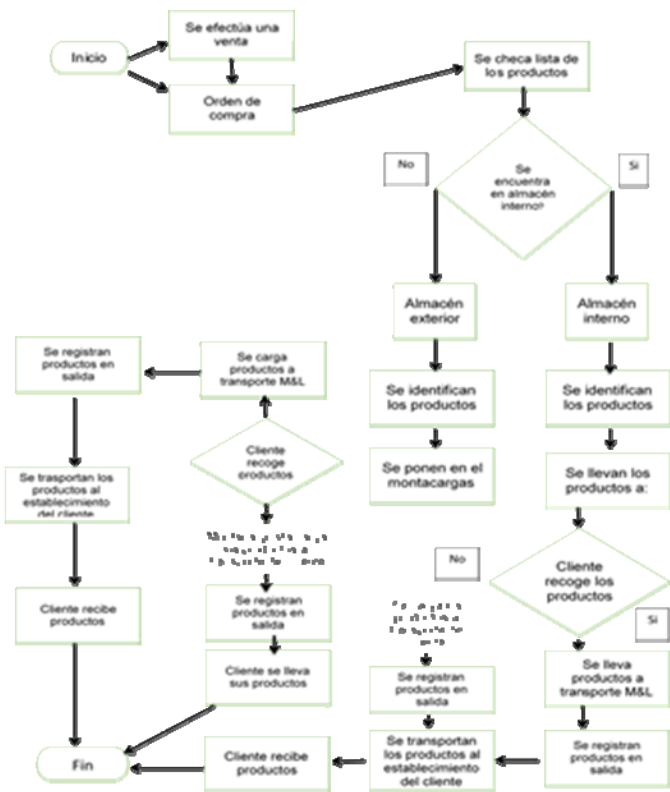 Se efectúa una
venta
Inicio
Orden de
compra
Se checa lista de
los productos
No
Si
Se
encuentra
en almacén
interno?
Almacén
exterior
Almacén
interno
Se registran
productos en
salida
Se carga
productos a
transporte M&L
Se identifican
los productos
Se identifican
los productos
Cliente
recoge
productos
Se ponen en el
montacargas
Se llevan los
productos a:
Se trasportan los
productos al
establecimiento
del cliente
No
Cliente
recoge los
productos
Si
Se registran
productos en
salida
Cliente recibe
productos
Cliente se lleva
sus productos
Se registran
productos en
salida
Se lleva
productos a
transporte M&L
Fin
Cliente recibe
productos
Se transportan
los productos al
establecimiento
del cliente
Se registran
productos en
salida